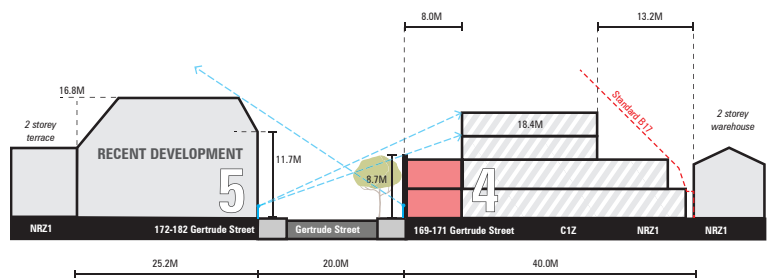 8.0M
13.2M
16.8M
2 storey
terrace
RECENT DEVELOPMENT
5
11.7M
8.7M
18.4M
4
Standard B17
2 storey
warehouse
NRZ1
172-182 Gertrude Street
Gertrude Street
169-171 Gertrude Street
C1Z
NRZ1
NRZ1
25.2M
20.0M
40.0M